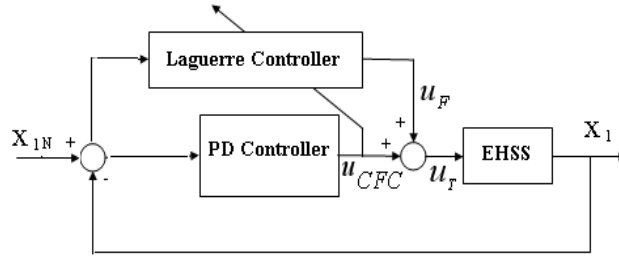 Laguerre Controller
u_F
X_1N
+
+
X_1
PD Controller
+
EHSS
-
u_CFC
u_T